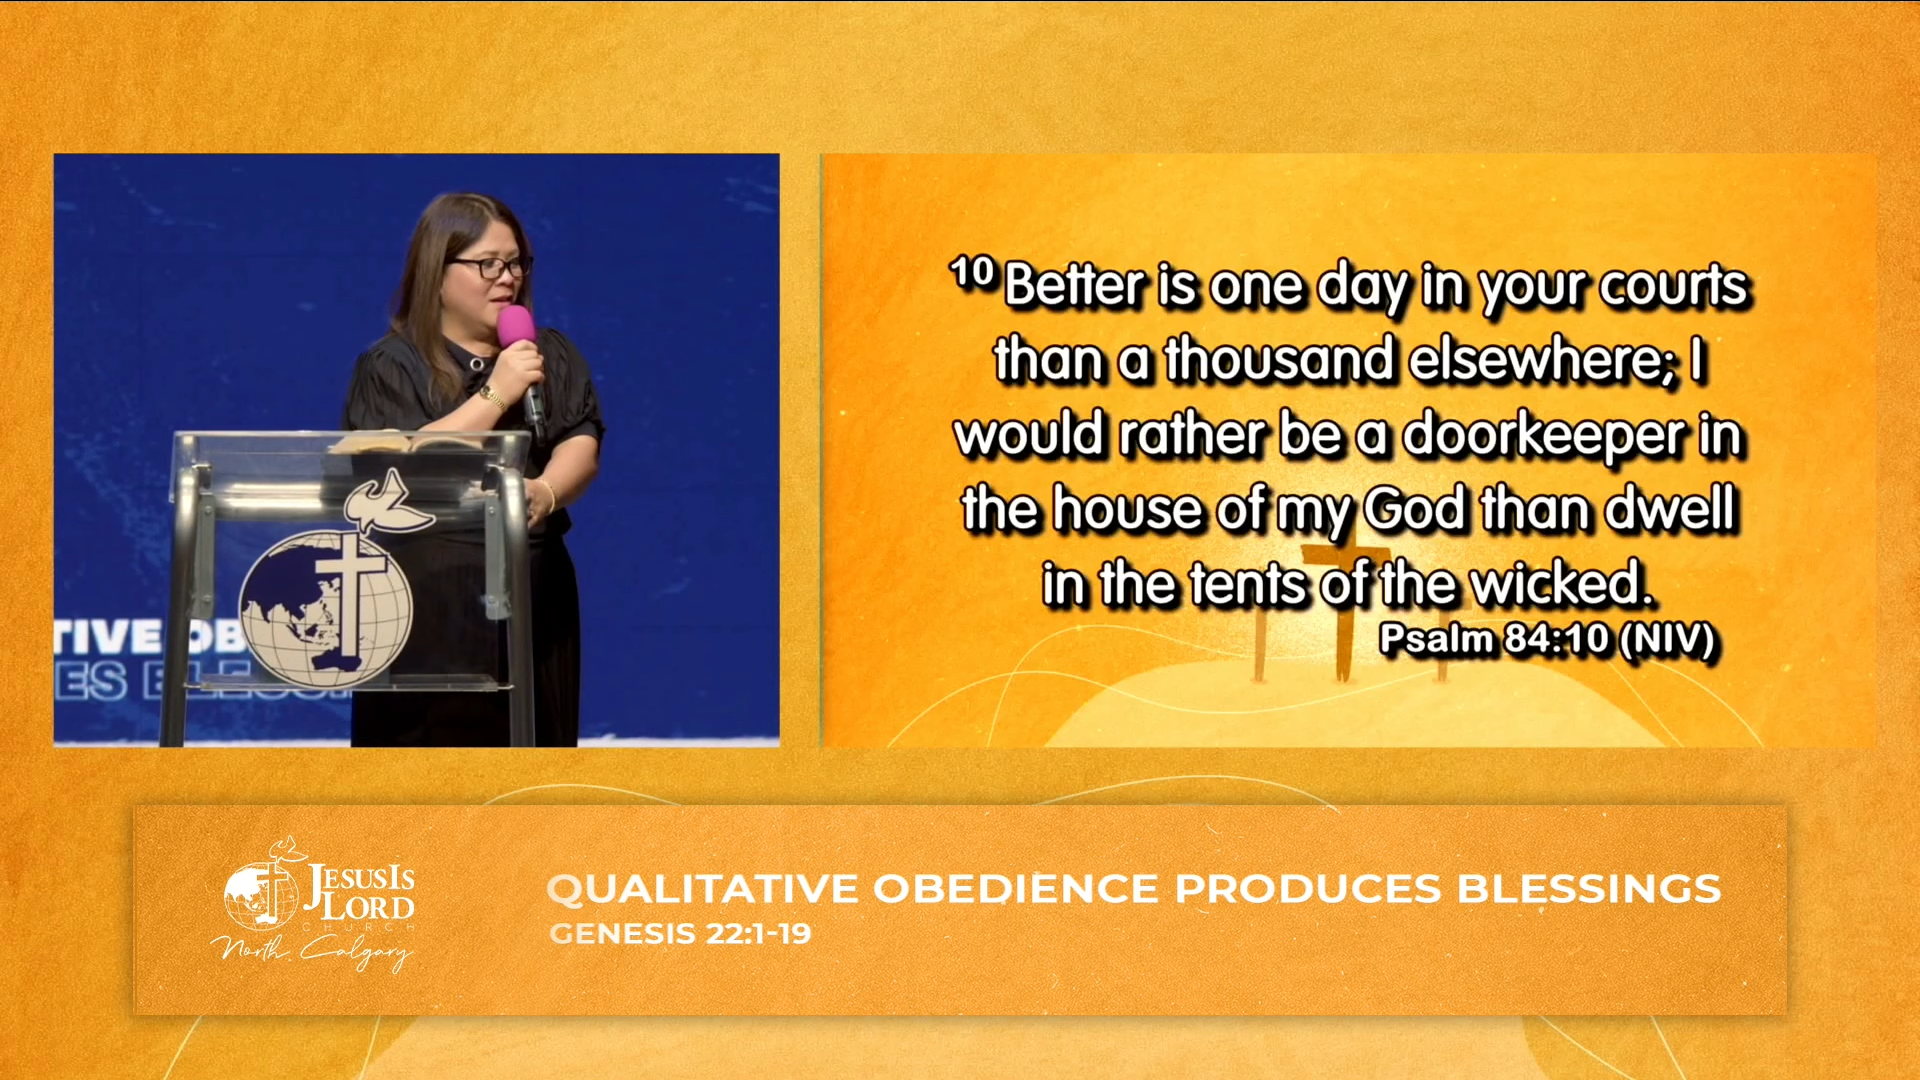 10 Better is one day in your courts
than a thousand elsewhere; I
would rather be a doorkeeper in
the house of my God than dwell
in the tents of the wicked.
Psalm 84:10 (NIV)
TIVE OB
ES BLESSI
JESUSIS
LORD
CHURCH
North Calgary
QUALITATIVE OBEDIENCE PRODUCES BLESSINGS
GENESIS 22:1-19